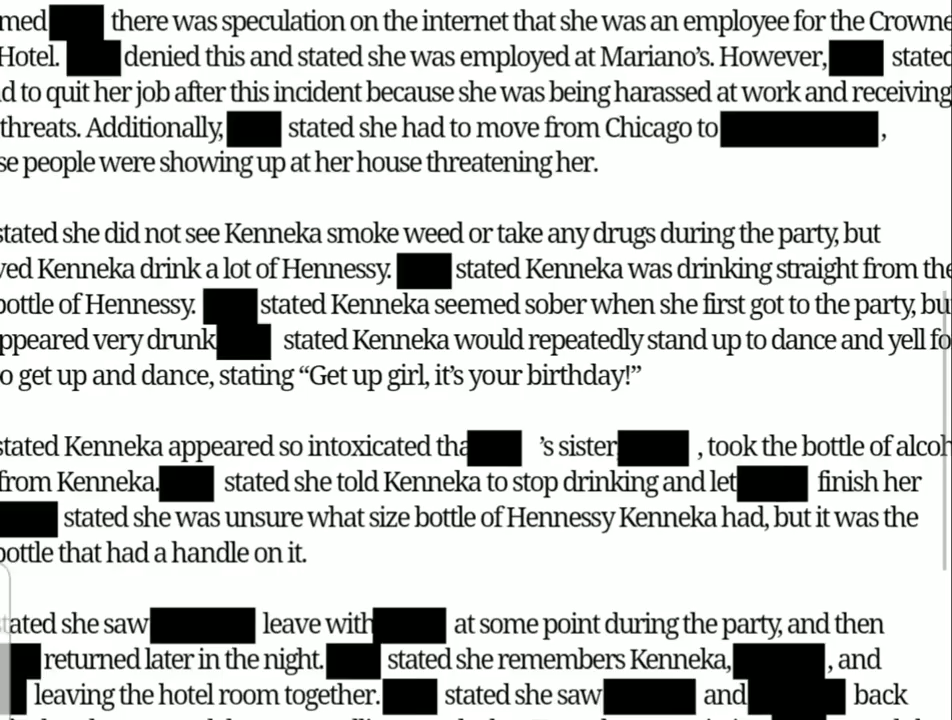 med there was speculation on the internet that she was an employee for the Crowne
Hotel. denied this and stated she was employed at Mariano’s. However, stated
d to quit her job after this incident because she was being harassed at work and receiving
threats. Additionally, stated she had to move from Chicago to ,
se people were showing up at her house threatening her.
stated she did not see Kenneka smoke weed or take any drugs during the party, but
ved Kenneka drink a lot of Hennessy. stated Kenneka was drinking straight from the
bottle of Hennessy. stated Kenneka seemed sober when she first got to the party, bu
ppeared very drunk stated Kenneka would repeatedly stand up to dance and yell fo
o get up and dance, stating “Get up girl, it’s your birthday!”
stated Kenneka appeared so intoxicated tha ’s sister , took the bottle of alcoh
from Kenneka. stated she told Kenneka to stop drinking and let finish her
stated she was unsure what size bottle of Hennessy Kenneka had, but it was the
bottle that had a handle on it.
tated she saw leave with at some point during the party, and then
returned later in the night. stated she remembers Kenneka, , and
leaving the hotel room together. stated she saw and back